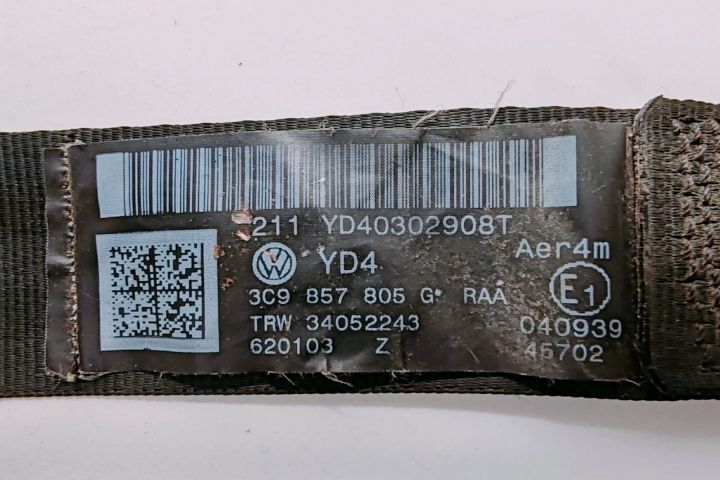 211 YD40302908T
YD4 Aer4m
3C9 857 805 G RAA E1
TRW 34052243 040939
620103 Z 45702